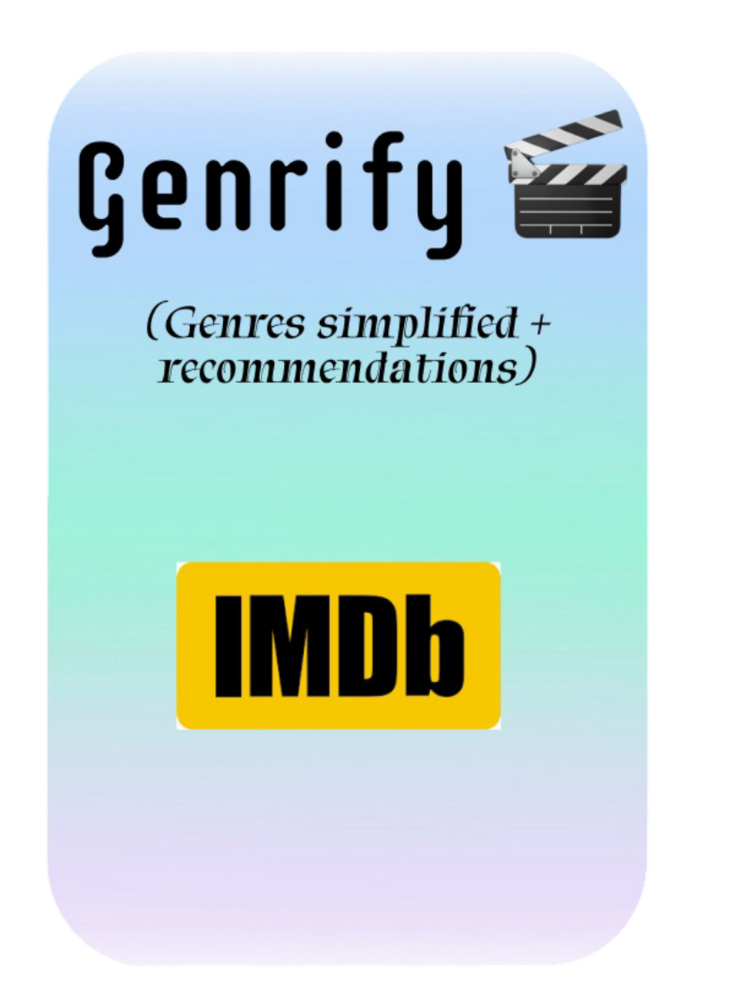 Genrify
(Genres simplified +
recommendations)
IMDb